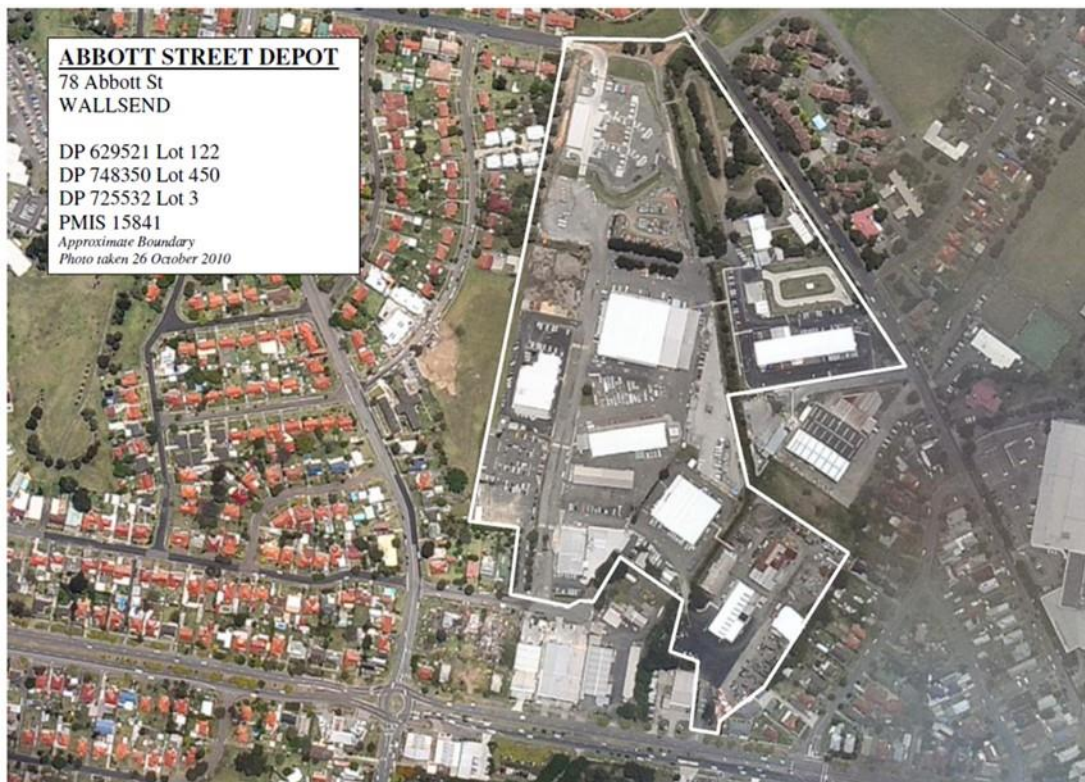 ABBOTT STREET DEPOT
78 Abbott St
WALLSEND
DP 629521 Lot 122
DP 748350 Lot 450
DP 725532 Lot 3
PMIS 15841
Approximate Boundary
Photo taken 26 October 2010